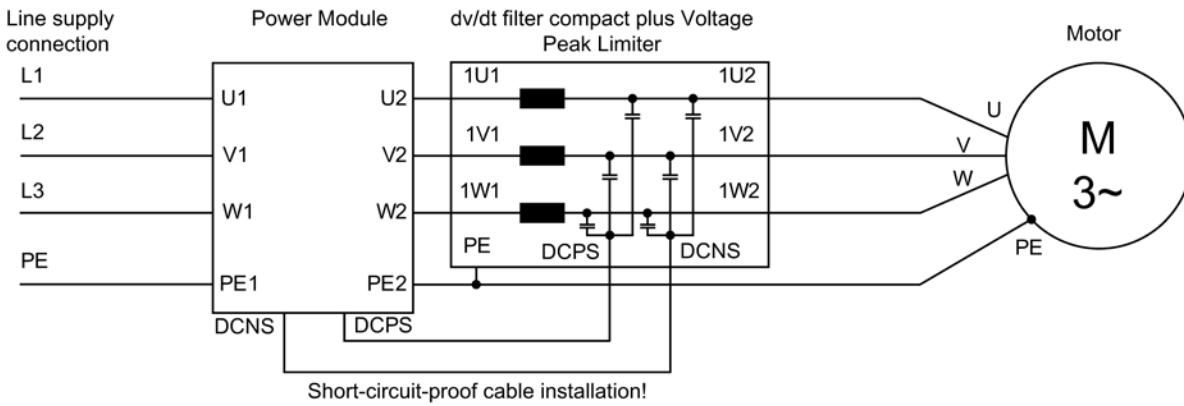 Line supply
connection
Power Module
dv/dt filter compact plus Voltage
Peak Limiter
Motor
L1
U1
U2
1U1
1U2
U
L2
V1
V2
1V1
1V2
V
M
3~
L3
W1
W2
1W1
1W2
W
PE
PE1
PE2
PE
DCPS
DCNS
PE
DCNS
DCPS
Short-circuit-proof cable installation!